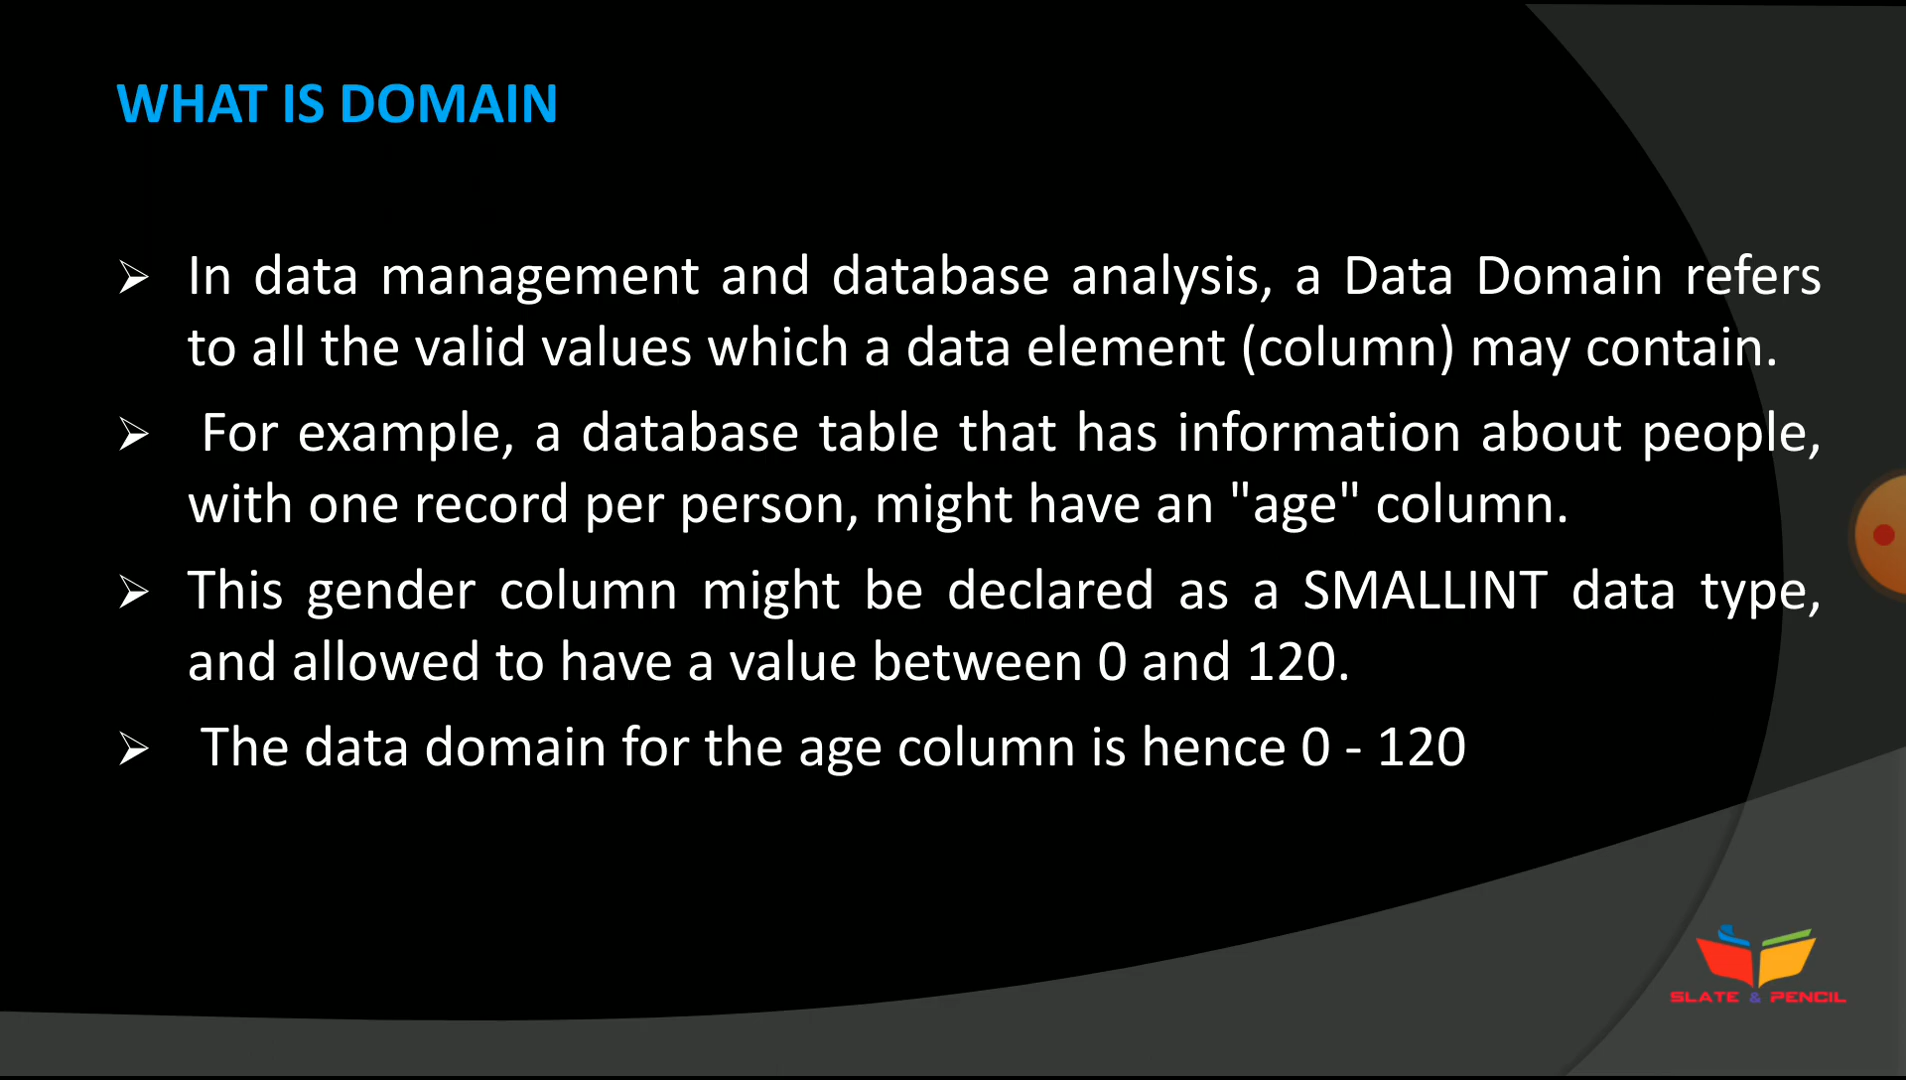 WHAT IS DOMAIN
➢ In data management and database analysis, a Data Domain refers
to all the valid values which a data element (column) may contain.
➢ For example, a database table that has information about people,
with one record per person, might have an "age" column.
➢ This gender column might be declared as a SMALLINT data type,
and allowed to have a value between 0 and 120.
➢ The data domain for the age column is hence 0 - 120
SLATE & PENCIL